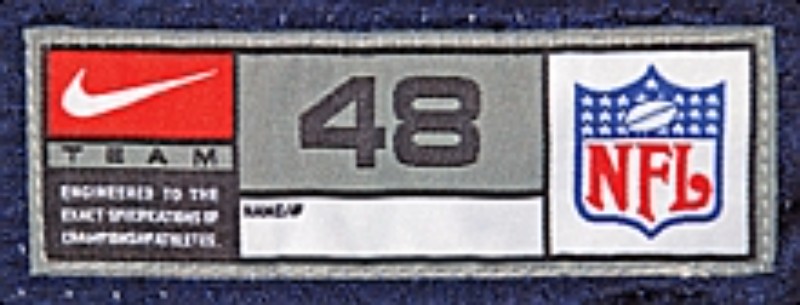 TEAM
ENGINEERED TO THE
EXACT SPECIFICATIONS OF
CHAMPIONSHIP ATHLETES.
48
NFL